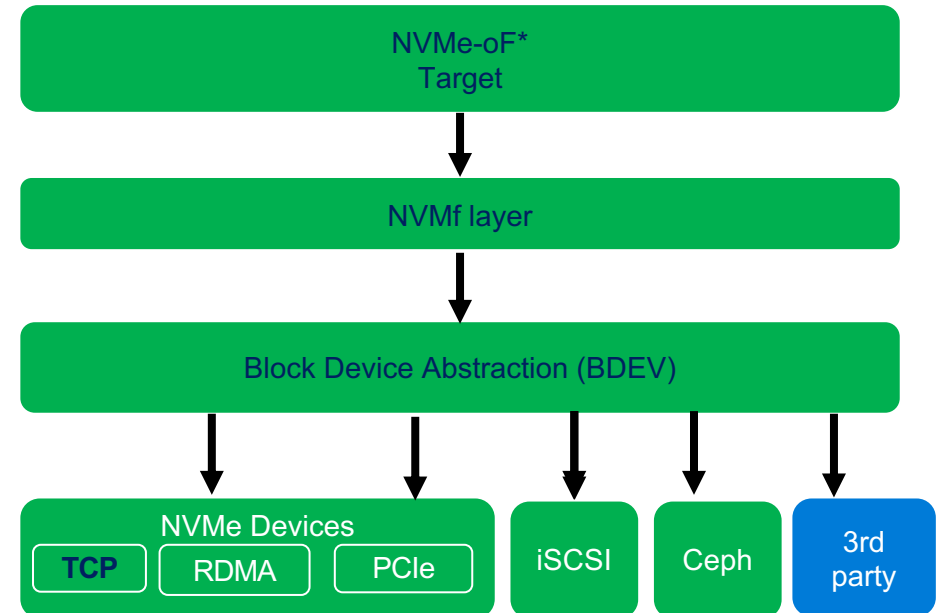 NVMe-oF*
Target
NVMf layer
Block Device Abstraction (BDEV)
NVMe Devices
TCP
RDMA
PCIe
iSCSI
Ceph
3rd
party